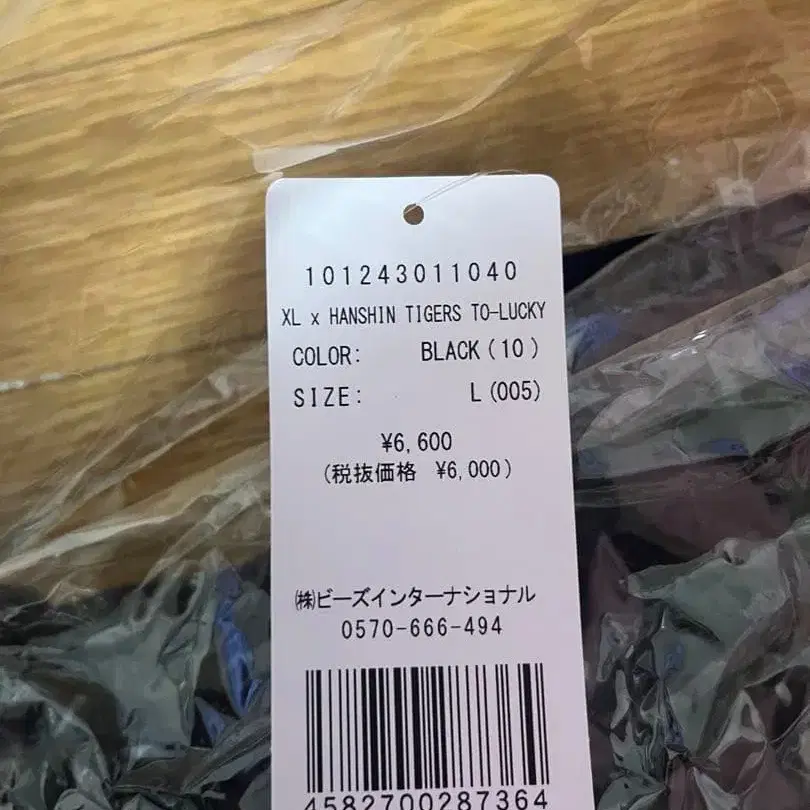 101243011040
XL x HANSHIN TIGERS TO-LUCKY
COLOR: BLACK(10)
SIZE: L(005)
¥6,600
(税抜価格 ¥6,000)
㈱ビーズインターナショナル
0570-666-494
4582700287364